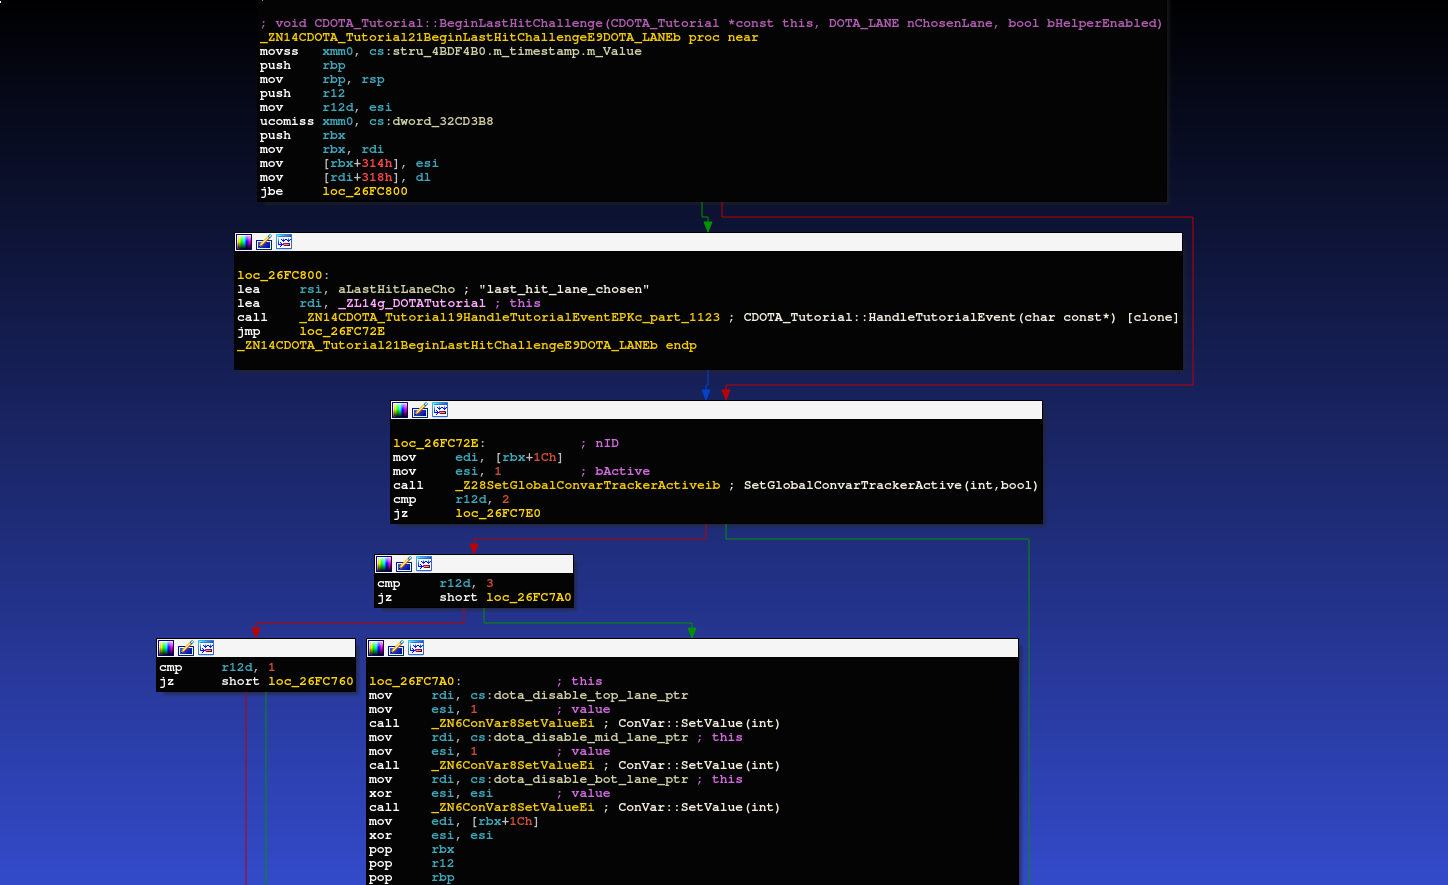 ; void CDOTA_Tutorial::BeginLastHitChallenge(CDOTA_Tutorial *const this, DOTA_LANE nChosenLane, bool bHelperEnabled)
_ZN14CDOTA_Tutorial21BeginLastHitChallengeE9DOTA_LANEb proc near
movss xmm0, cs:stru_4BDF4B0.m_timestamp.m_Value
push rbp
mov rbp, rsp
push r12
mov r12d, esi
ucomiss xmm0, cs:dword_32CD3B8
push rbx
mov rbx, rdi
mov [rbx+314h], esi
mov [rdi+318h], dl
jbe loc_26FC800
loc_26FC800:
lea rsi, aLastHitLaneCho ; "last_hit_lane_chosen"
lea rdi, _ZL14g_DOTATutorial ; this
call _ZN14CDOTA_Tutorial19HandleTutorialEventEPKc_part_1123 ; CDOTA_Tutorial::HandleTutorialEvent(char const*) [clone]
jmp loc_26FC72E
_ZN14CDOTA_Tutorial21BeginLastHitChallengeE9DOTA_LANEb endp
loc_26FC72E: ; nID
mov edi, [rbx+1Ch]
mov esi, 1 ; bActive
call _Z28SetGlobalConvarTrackerActiveib ; SetGlobalConvarTrackerActive(int,bool)
cmp r12d, 2
jz loc_26FC7E0
cmp r12d, 3
jz short loc_26FC7A0
cmp r12d, 1
jz short loc_26FC760
loc_26FC7A0: ; this
mov rdi, cs:dota_disable_top_lane_ptr
mov esi, 1 ; value
call _ZN6ConVar8SetValueEi ; ConVar::SetValue(int)
mov rdi, cs:dota_disable_mid_lane_ptr ; this
mov esi, 1 ; value
call _ZN6ConVar8SetValueEi ; ConVar::SetValue(int)
mov rdi, cs:dota_disable_bot_lane_ptr ; this
xor esi, esi ; value
call _ZN6ConVar8SetValueEi ; ConVar::SetValue(int)
mov edi, [rbx+1Ch]
xor esi, esi
pop rbx
pop r12
pop rbp